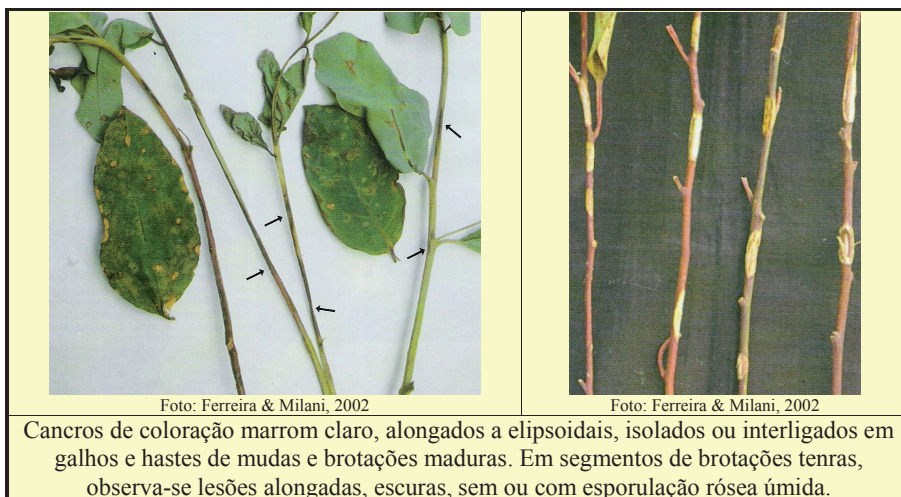 Foto: Ferreira & Milani, 2002
Foto: Ferreira & Milani, 2002
Cancros de coloração marrom claro, alongados a elipsoidais, isolados ou interligados em
galhos e hastes de mudas e brotações maduras. Em segmentos de brotações tenras,
observa-se lesões alongadas, escuras, sem ou com esporulação rósea úmida.